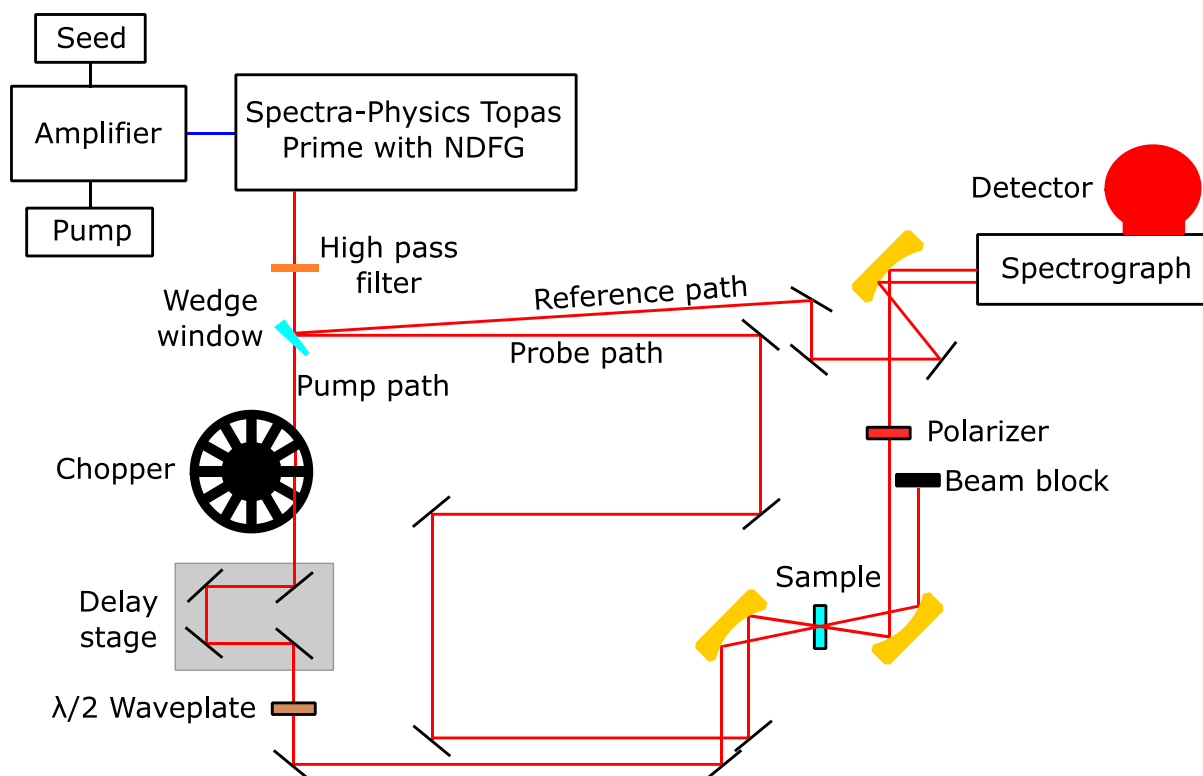 Seed
Amplifier
Pump
Spectra-Physics Topas
Prime with NDFG
High pass
filter
Wedge
window
Reference path
Probe path
Pump path
Detector
Spectrograph
Chopper
Polarizer
Beam block
Delay
stage
Sample
λ/2 Waveplate